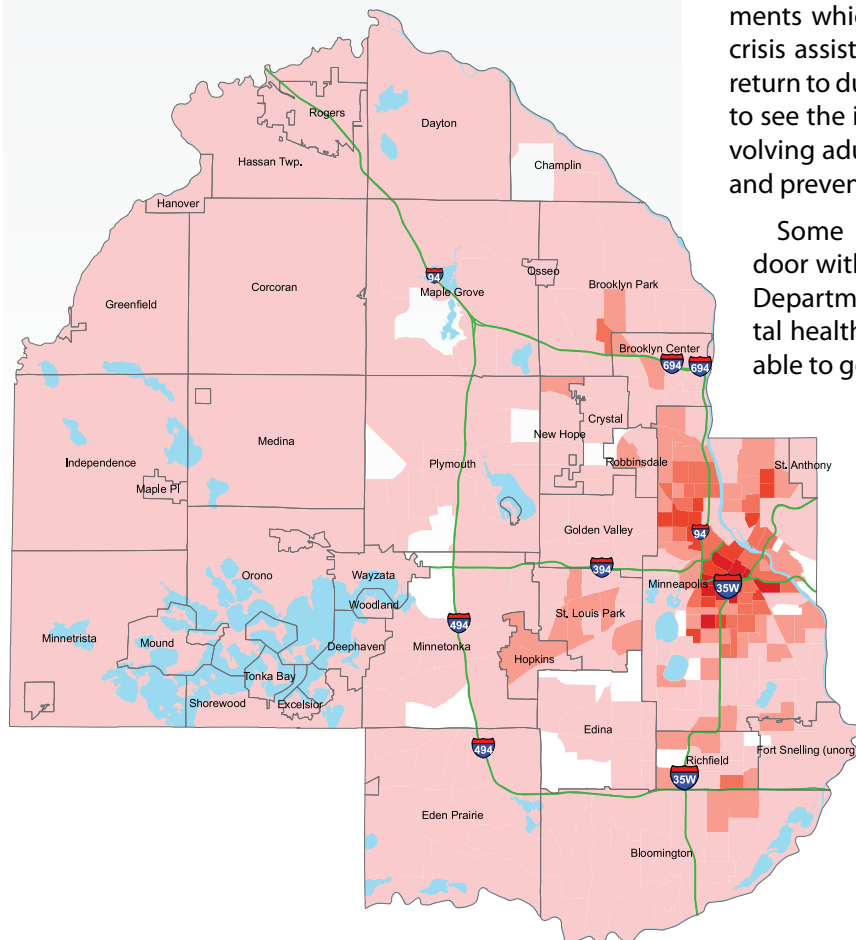 ments whic
crisis assist
return to du
to see the i
volving adu
and preven
Some
door with
Departm
tal health
able to g
Rogers
Dayton
Hassan Twp.
Champlin
Hanover
Corcoran
94
Osseo
Maple Grove
Brooklyn Park
Greenfield
Brooklyn Center
694
694
Crystal
New Hope
Independence
Medina
Plymouth
Robbinsdale
St. Anthony
Maple Pl
Golden Valley
94
394
Orono
Wayzata
Minneapolis
35W
Woodland
St. Louis Park
494
Minnetrista
Mound
Deephaven
Minnetonka
Hopkins
Tonka Bay
Shorewood
Excelsior
Edina
494
Richfield
Fort Snelling (unorg
35W
Eden Prairie
Bloomington